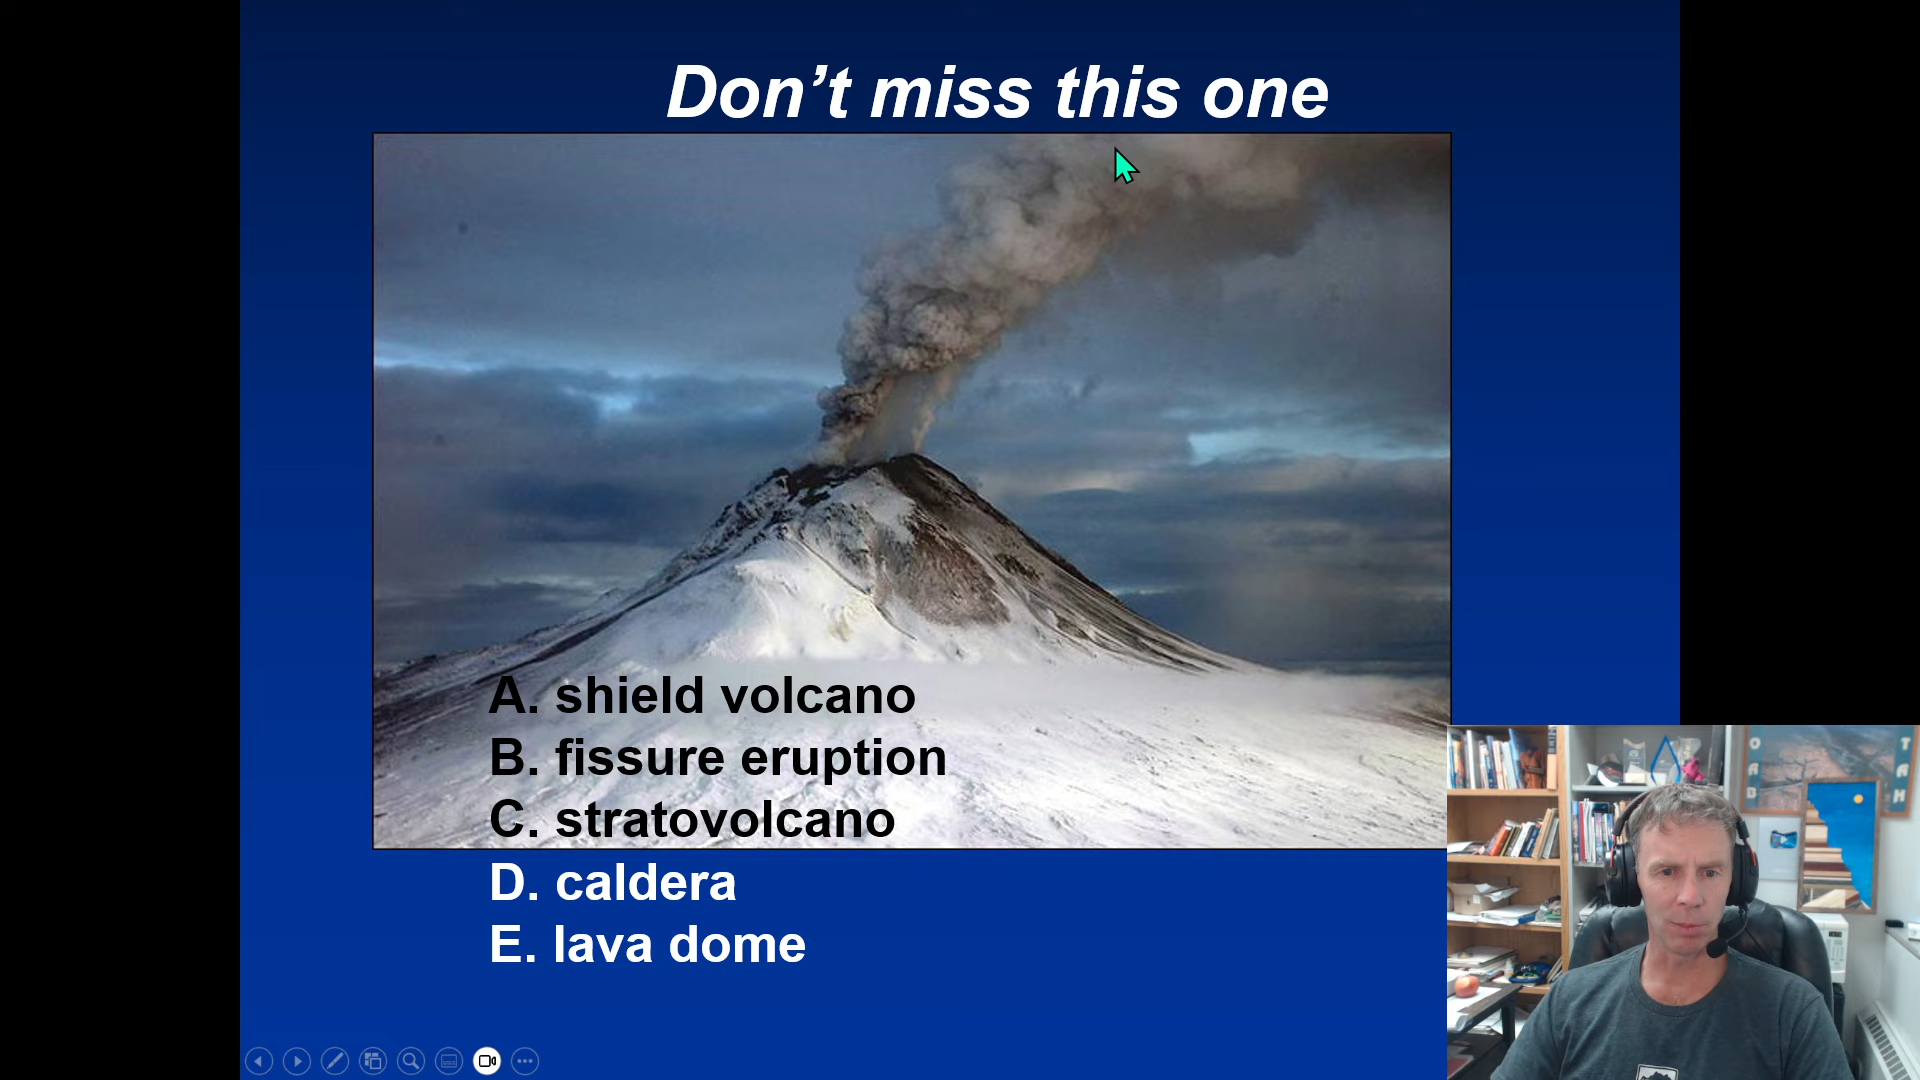 Don't miss this one
A. shield volcano
B. fissure eruption
C. stratovolcano
D. caldera
E. lava dome